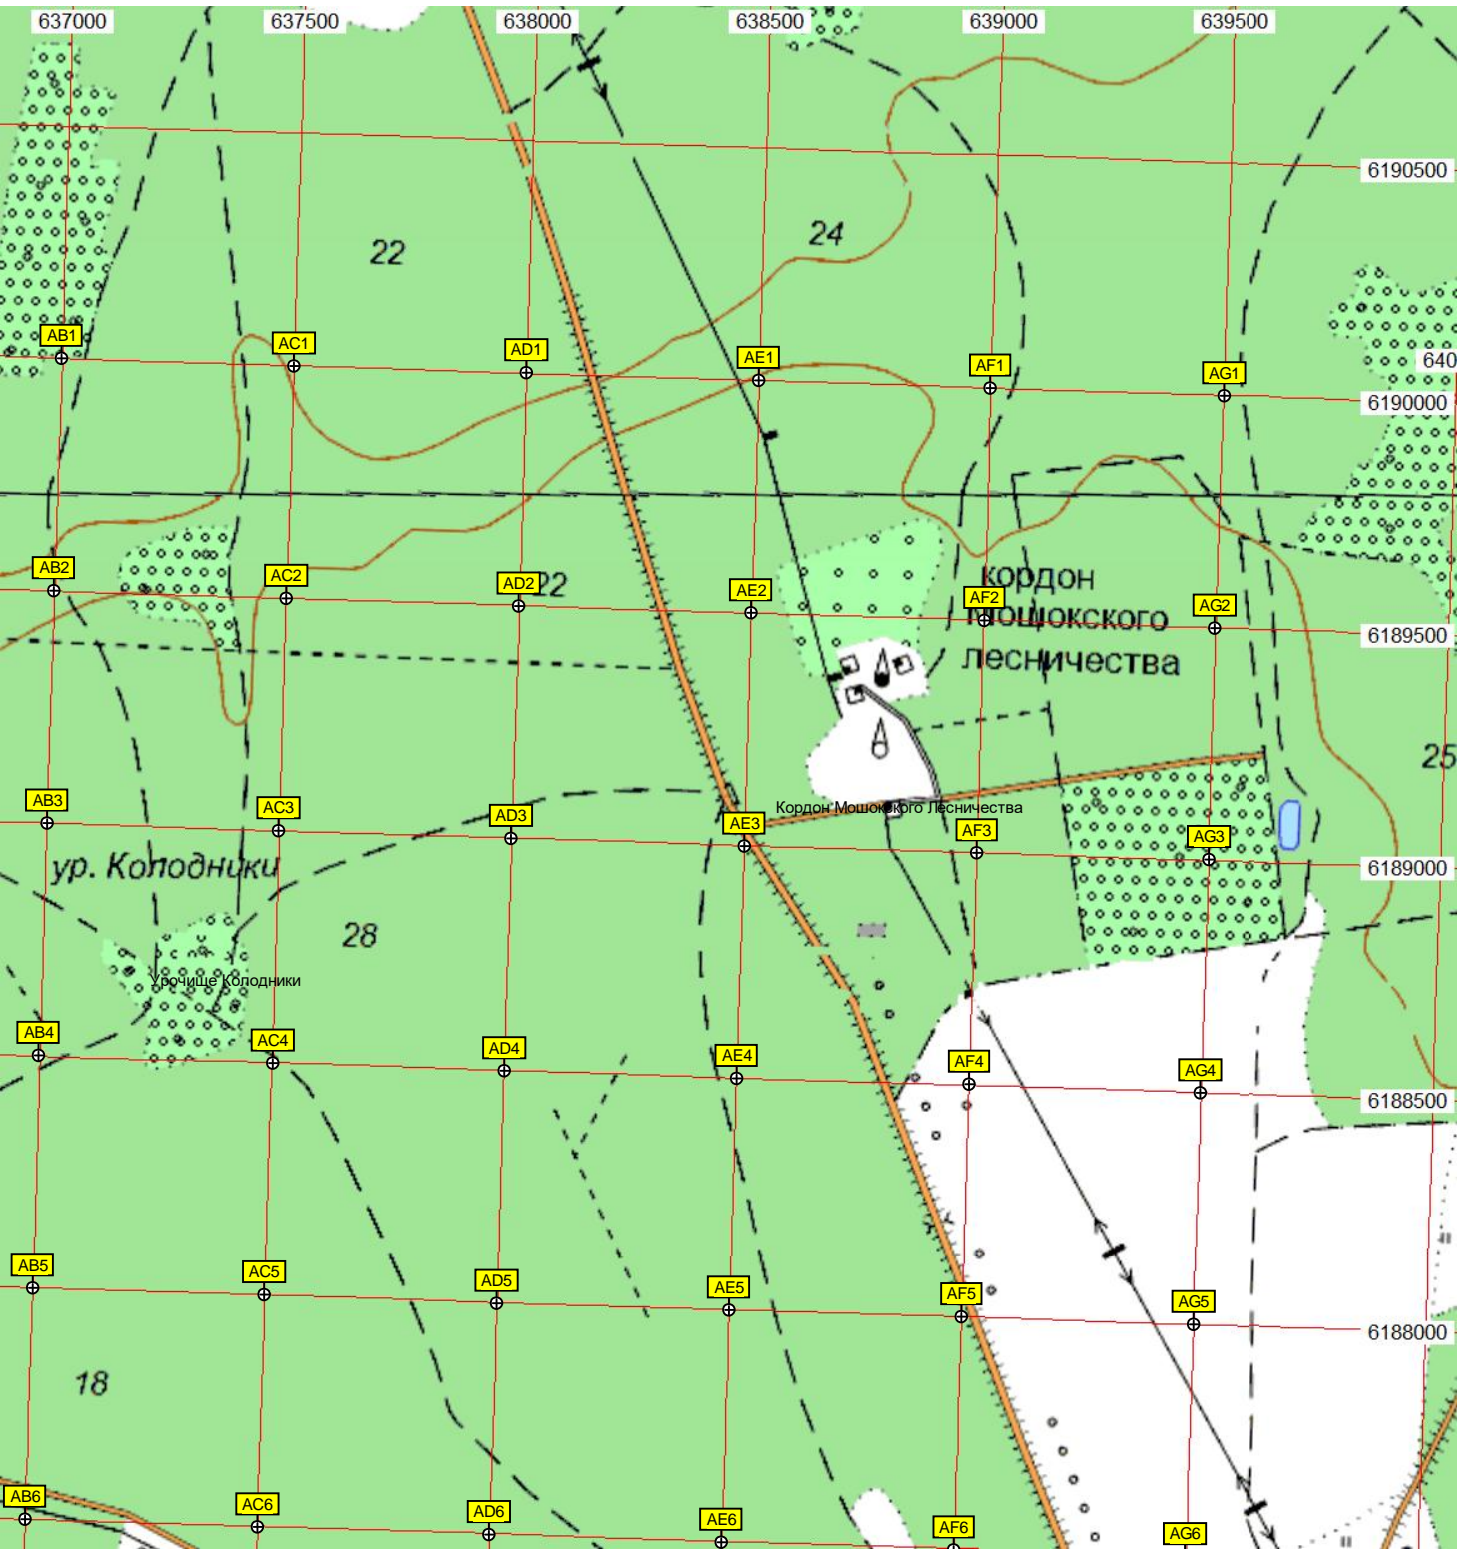 637000 637500 638000 638500 639000 639500
6190500
22
24
AB1 AC1 AD1 AE1 AF1 AG1
640
6190000
AB2 AC2 AD2 22 AE2 AF2 AG2
кордон
Мошокского
лесничества
6189500
25
AB3 AC3 AD3 AE3 AF3 AG3
Кордон Мошокского Лесничества
ур. Колодники
6189000
28
Урочище Колодники
AB4 AC4 AD4 AE4 AF4 AG4
6188500
AB5 AC5 AD5 AE5 AF5 AG5
6188000
18
AB6 AC6 AD6 AE6 AF6 AG6